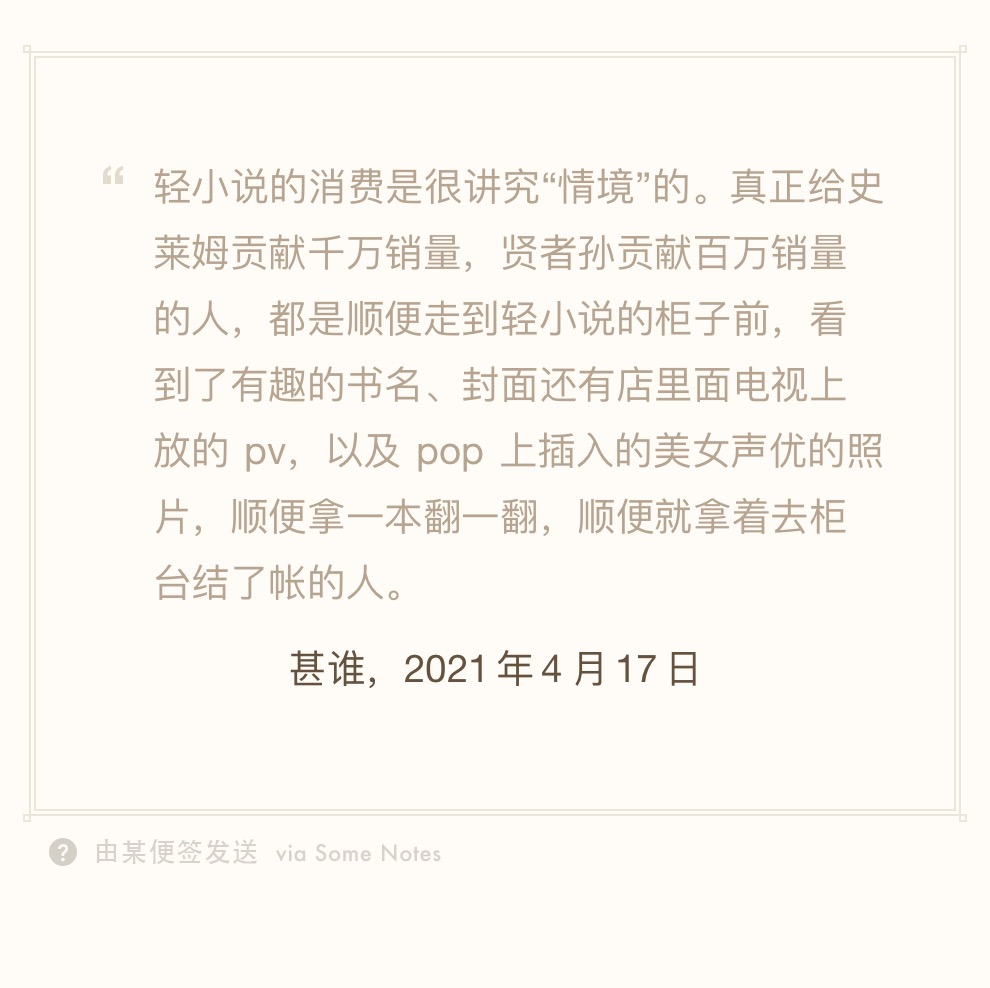 “ 轻小说的消费是很讲究“情境”的。真正给史
莱姆贡献千万销量，贤者孙贡献百万销量
的人，都是顺便走到轻小说的柜子前，看
到了有趣的书名、封面还有店里面电视上
放的 pv，以及 pop 上插入的美女声优的照
片，顺便拿一本翻一翻，顺便就拿着去柜
台结了帐的人。
甚谁，2021 年 4 月 17 日
? 由某便签发送 via Some Notes